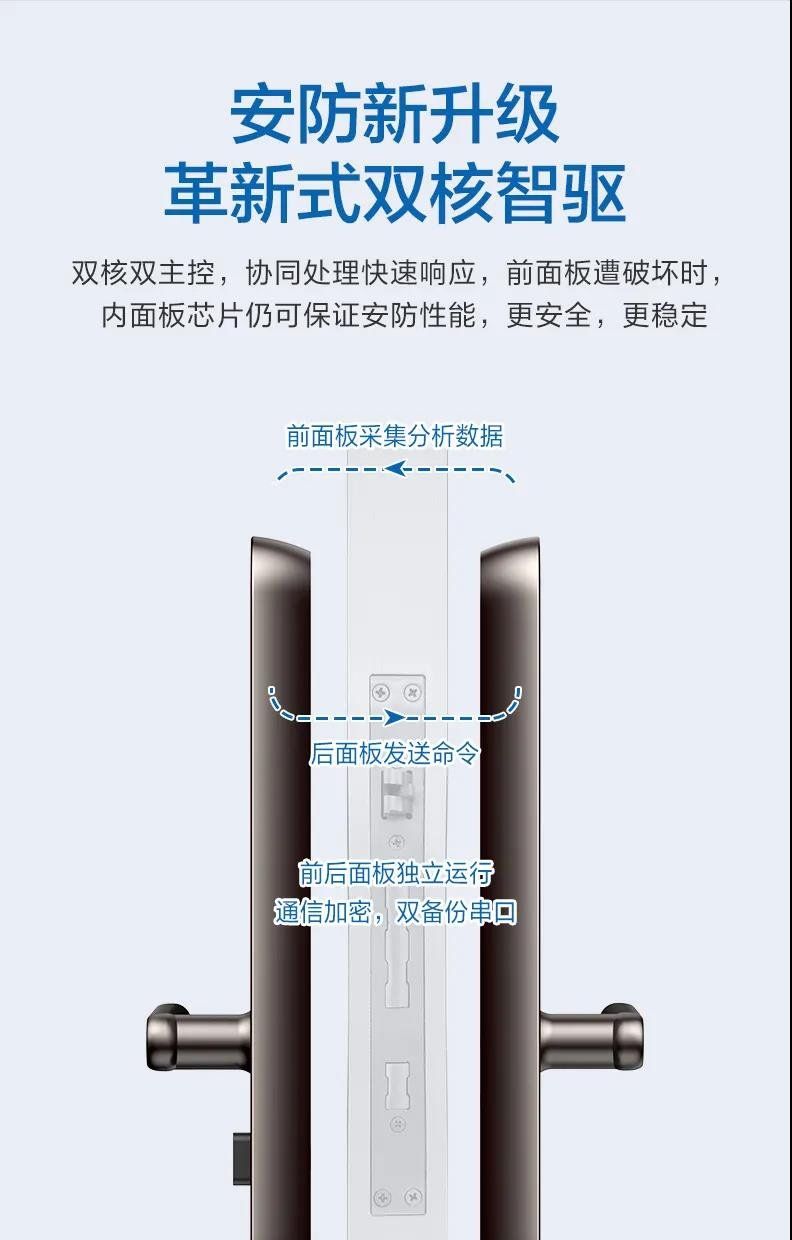 安防新升级
革新式双核智驱
双核双主控，协同处理快速响应，前面板遭破坏时，
内面板芯片仍可保证安防性能，更安全，更稳定
前面板采集分析数据
后面板发送命令
前后面板独立运行
通信加密，双备份串口